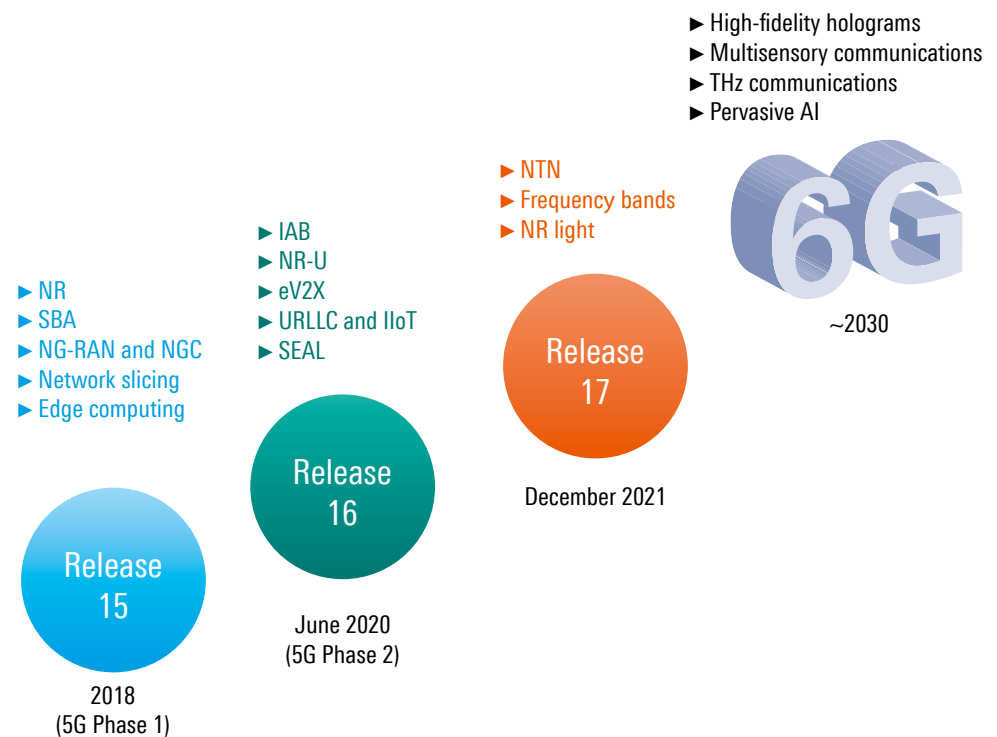 ► NR
► SBA
► NG-RAN and NGC
► Network slicing
► Edge computing
Release
15
2018
(5G Phase 1)
► IAB
► NR-U
► eV2X
► URLLC and IIoT
► SEAL
Release
16
June 2020
(5G Phase 2)
► NTN
► Frequency bands
► NR light
Release
17
December 2021
► High-fidelity holograms
► Multisensory communications
► THz communications
► Pervasive AI
6G
~2030